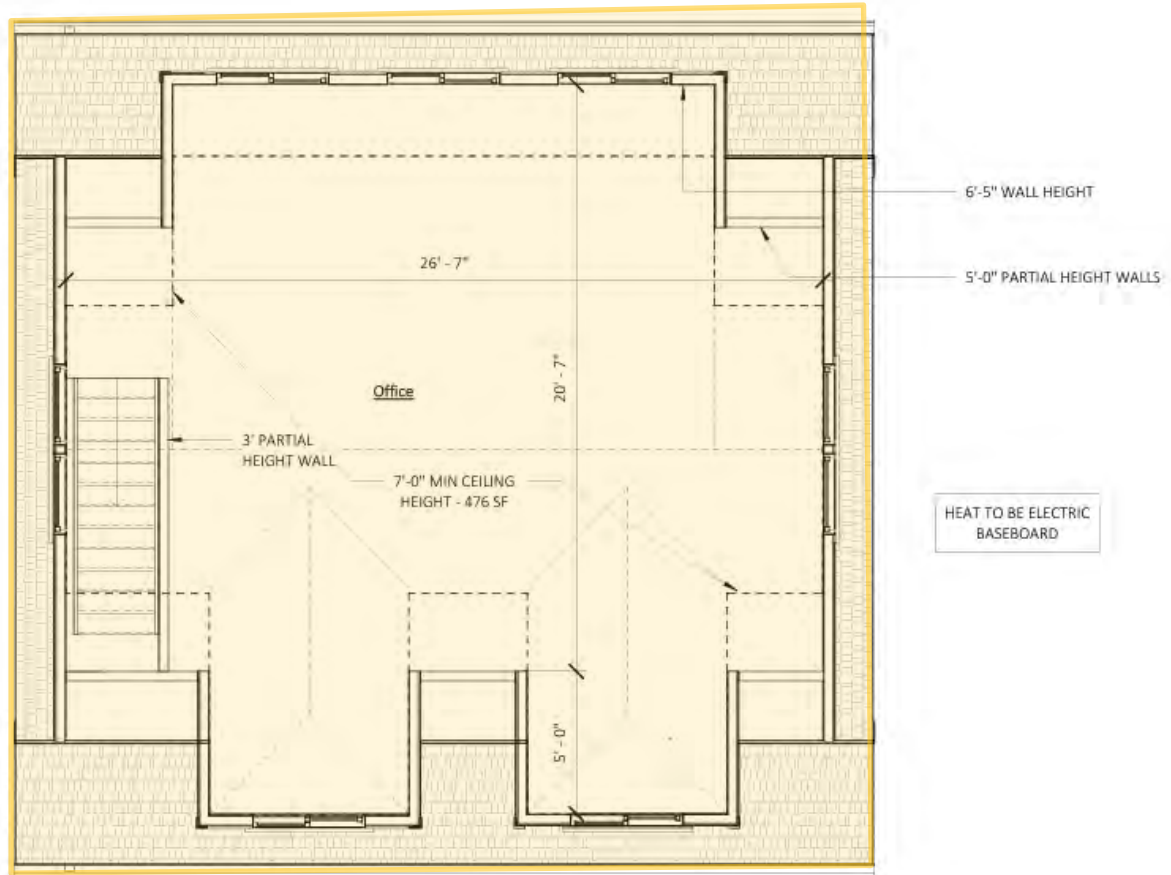 6'-5" WALL HEIGHT
26' - 7"
5'-0" PARTIAL HEIGHT WALLS
20' - 7"
Office
3' PARTIAL
HEIGHT WALL
7'-0" MIN CEILING
HEIGHT - 476 SF
HEAT TO BE ELECTRIC
BASEBOARD
5' - 0"